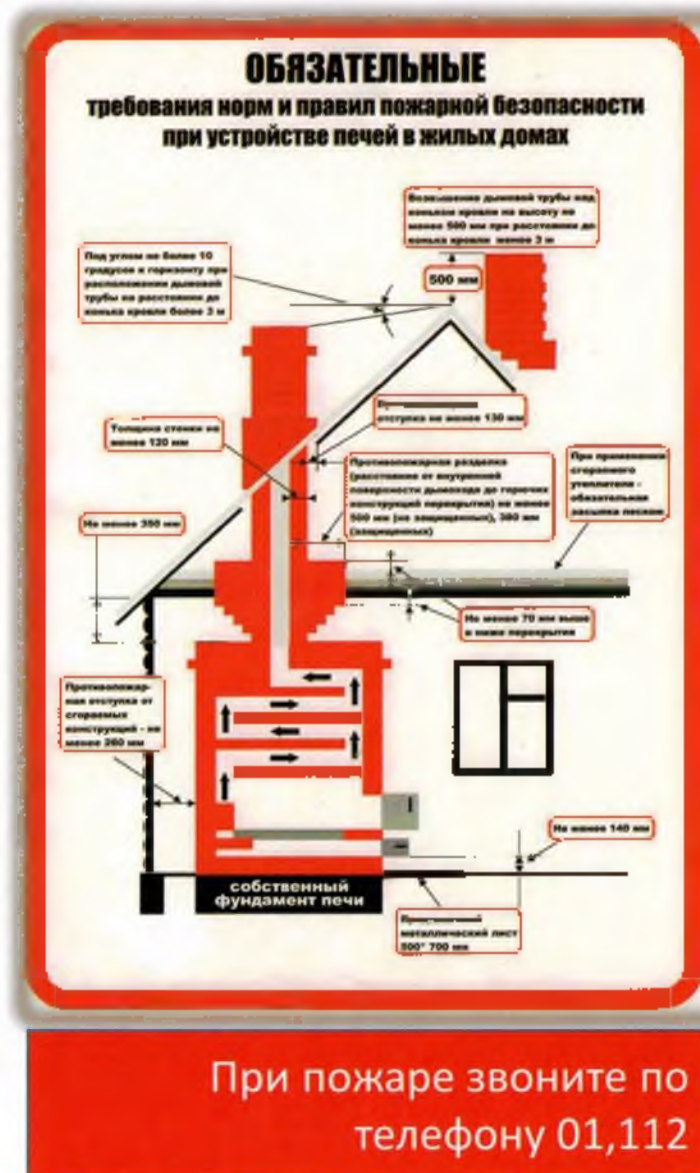 ОБЯЗАТЕЛЬНЫЕ
требования норм и правил пожарной безопасности
при устройстве печей в жилых домах
Возвышение дымовой трубы над
коньком кровли на высоту не
менее 500 мм при расстоянии до
конька кровли менее 3 м
Под углом не более 10
градусов к горизонту при
расположении дымовой
трубы на расстоянии до
конька кровли более 3 м
500 мм
отступка не менее 130 мм
Толщина стенки не
менее 120 мм
Противопожарная разделка
(расстояние от внутренней
поверхности дымохода до горючих
конструкций перекрытия) не менее
500 мм (не защищенных), 380 мм
(защищенных)
При применении
сгораемого
утеплителя -
обязательная
засыпка песком
Не менее 350 мм
Не менее 70 мм выше
и ниже перекрытия
Противопожар-
ная отступка от
сгораемых
конструкций - не
менее 260 мм
Не менее 140 мм
собственный
фундамент печи
металлический лист
500* 700 мм
При пожаре звоните по
телефону 01,112